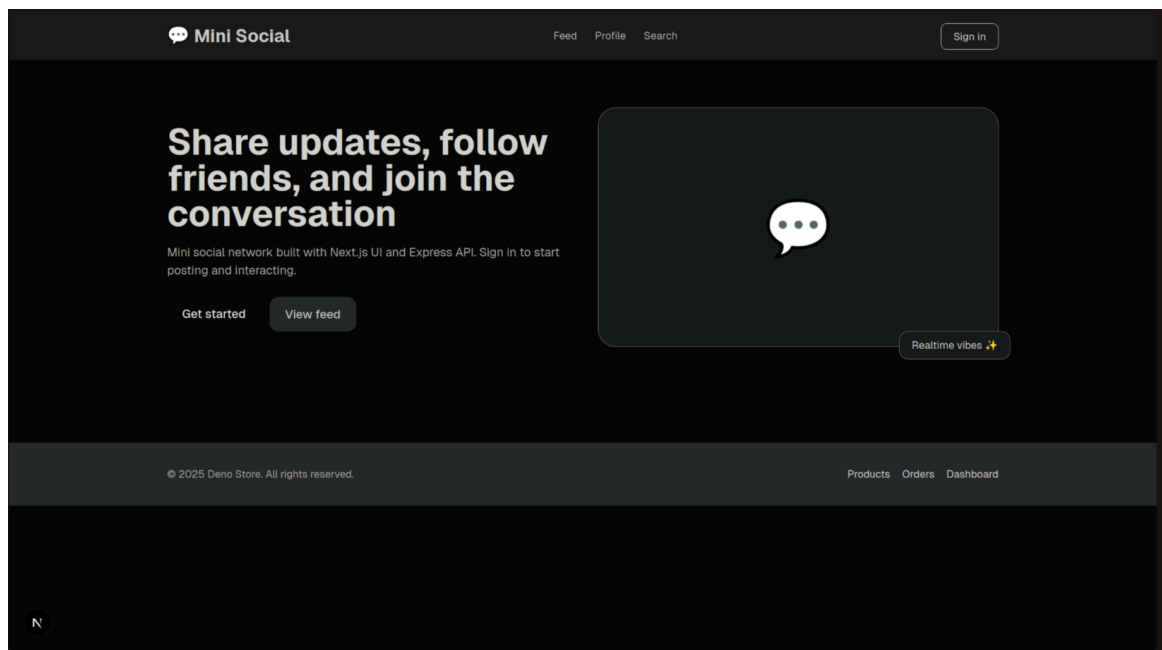 💬 Mini Social
Feed
Profile
Search
Sign in
Share updates, follow
friends, and join the
conversation
Mini social network built with Next.js UI and Express API. Sign in to start
posting and interacting.
Get started
View feed
Realtime vibes ✨
© 2025 Deno Store. All rights reserved.
Products
Orders
Dashboard
N